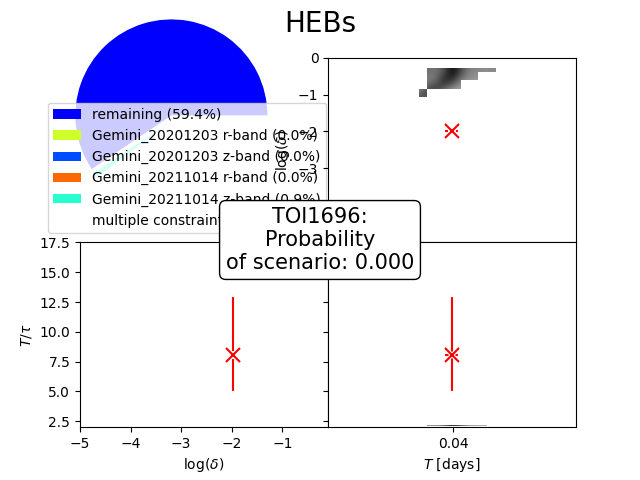 HEBs
remaining (59.4%)
Gemini_20201203 r-band (0.0%)
Gemini_20201203 z-band (0.0%)
Gemini_20211014 r-band (0.0%)
Gemini_20211014 z-band (0.9%)
multiple constraint
0
−1
−2
−3
log(δ)
TOI1696:
Probability
of scenario: 0.000
17.5
15.0
12.5
10.0
7.5
5.0
2.5
T/τ
−5
−4
−3
−2
−1
log(δ)
0.04
T [days]